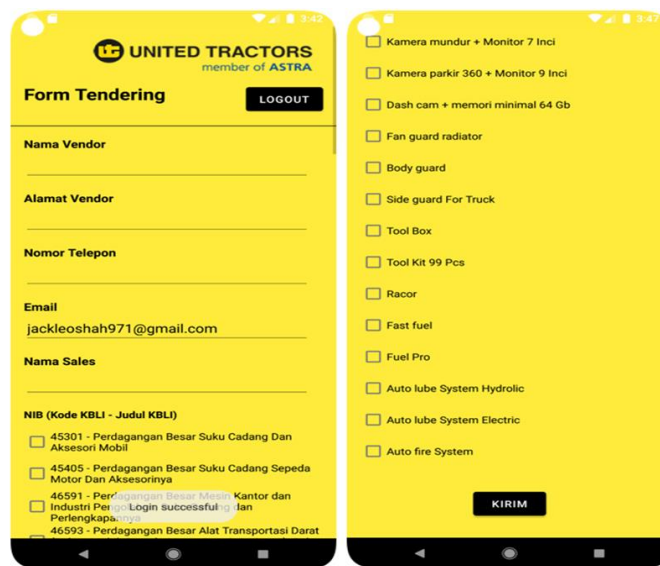 3:42
UNITED TRACTORS
member of ASTRA
Form Tendering
LOGOUT
Nama Vendor
Alamat Vendor
Nomor Telepon
Email
jackleoshah971@gmail.com
Nama Sales
NIB (Kode KBLI - Judul KBLI)
45301 - Perdagangan Besar Suku Cadang Dan
Aksesori Mobil
45405 - Perdagangan Besar Suku Cadang Sepeda
Motor Dan Aksesorinya
46591 - Perdagangan Besar Mesin Kantor dan
Industri dan
Perlengkapannya
Login successful
46593 - Perdagangan Besar Alat Transportasi Darat
3:47
Kamera mundur + Monitor 7 Inci
Kamera parkir 360 + Monitor 9 Inci
Dash cam + memori minimal 64 Gb
Fan guard radiator
Body guard
Side guard For Truck
Tool Box
Tool Kit 99 Pcs
Racor
Fast fuel
Fuel Pro
Auto lube System Hydrolic
Auto lube System Electric
Auto fire System
KIRIM